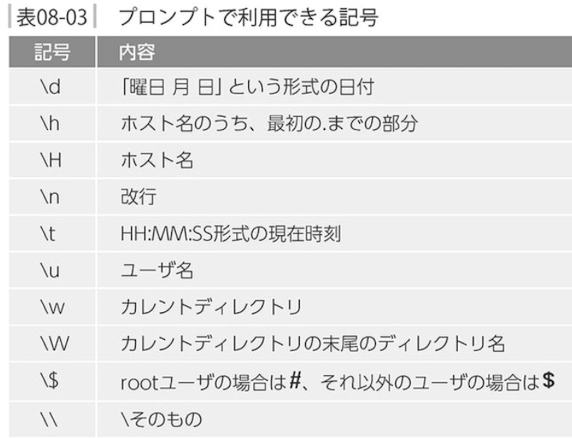 表08-03 プロンプトで利用できる記号
記号 内容
\d 「曜日 月 日」という形式の日付
\h ホスト名のうち、最初の.までの部分
\H ホスト名
\n 改行
\t HH:MM:SS形式の現在時刻
\u ユーザ名
\w カレントディレクトリ
\W カレントディレクトリの末尾のディレクトリ名
\$ rootユーザの場合は#、それ以外のユーザの場合は$
\\ \そのもの